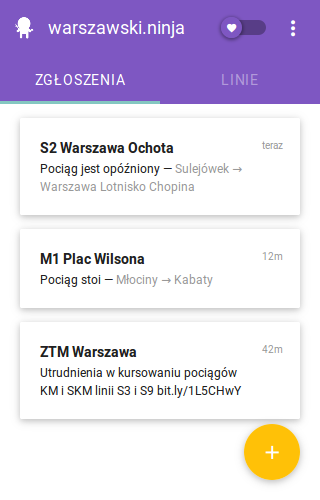 warszawski.ninja
ZGŁOSZENIA LINIE
S2 Warszawa Ochota teraz
Pociąg jest opóźniony — Sulejówek →
Warszawa Lotnisko Chopina
M1 Plac Wilsona 12m
Pociąg stoi — Młociny → Kabaty
ZTM Warszawa 42m
Utrudnienia w kursowaniu pociągów
KM i SKM linii S3 i S9 bit.ly/1L5CHwY